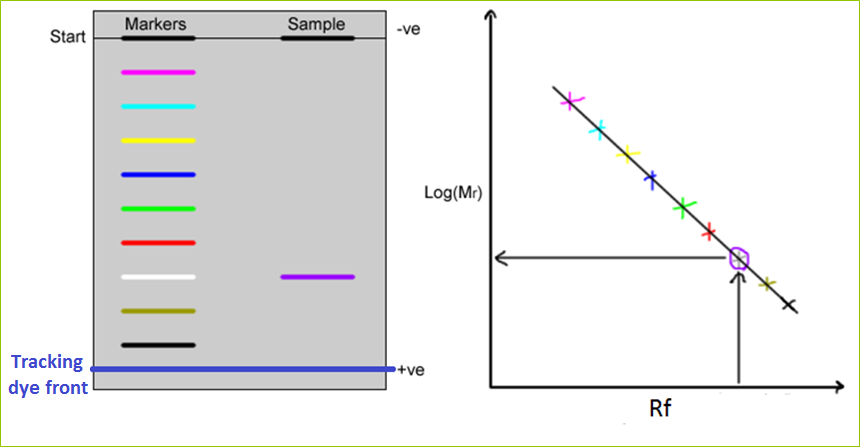 Markers
Sample
Start
-ve
Tracking
dye front
+ve
Log(Mr)
Rf